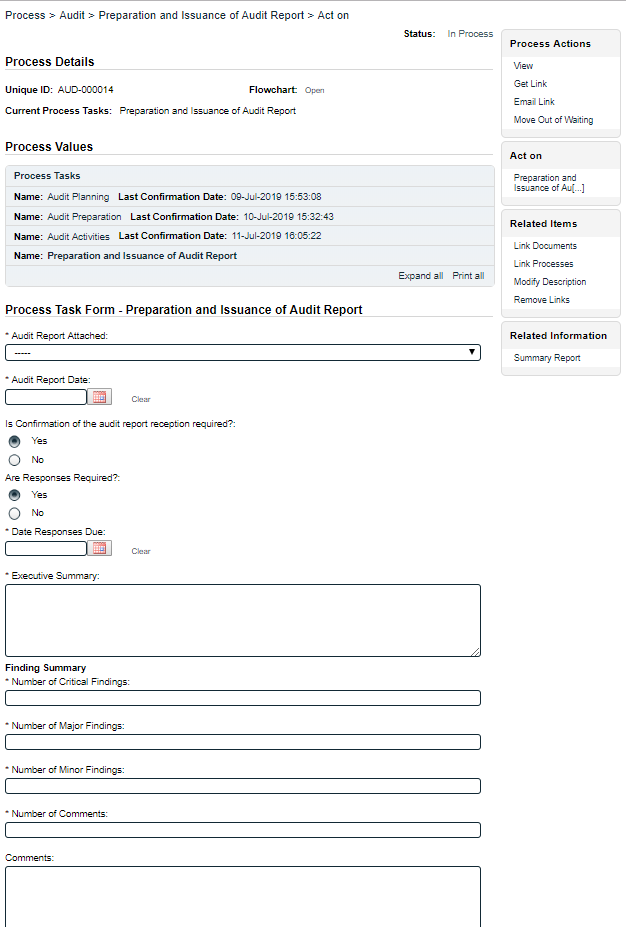 Process > Audit > Preparation and Issuance of Audit Report > Act on
Status: In Process
Process Details
Unique ID: AUD-000014 Flowchart: Open
Current Process Tasks: Preparation and Issuance of Audit Report
Process Values
Process Tasks
Name: Audit Planning Last Confirmation Date: 09-Jul-2019 15:53:08
Name: Audit Preparation Last Confirmation Date: 10-Jul-2019 15:32:43
Name: Audit Activities Last Confirmation Date: 11-Jul-2019 16:05:22
Name: Preparation and Issuance of Audit Report
Expand all Print all
Process Task Form - Preparation and Issuance of Audit Report
* Audit Report Attached:
-----
* Audit Report Date:
Clear
Is Confirmation of the audit report reception required?:
Yes
No
Are Responses Required?:
Yes
No
* Date Responses Due:
Clear
* Executive Summary:
Finding Summary
* Number of Critical Findings:
* Number of Major Findings:
* Number of Minor Findings:
* Number of Comments:
Comments:
Process Actions
View
Get Link
Email Link
Move Out of Waiting
Act on
Preparation and
Issuance of Au[...]
Related Items
Link Documents
Link Processes
Modify Description
Remove Links
Related Information
Summary Report